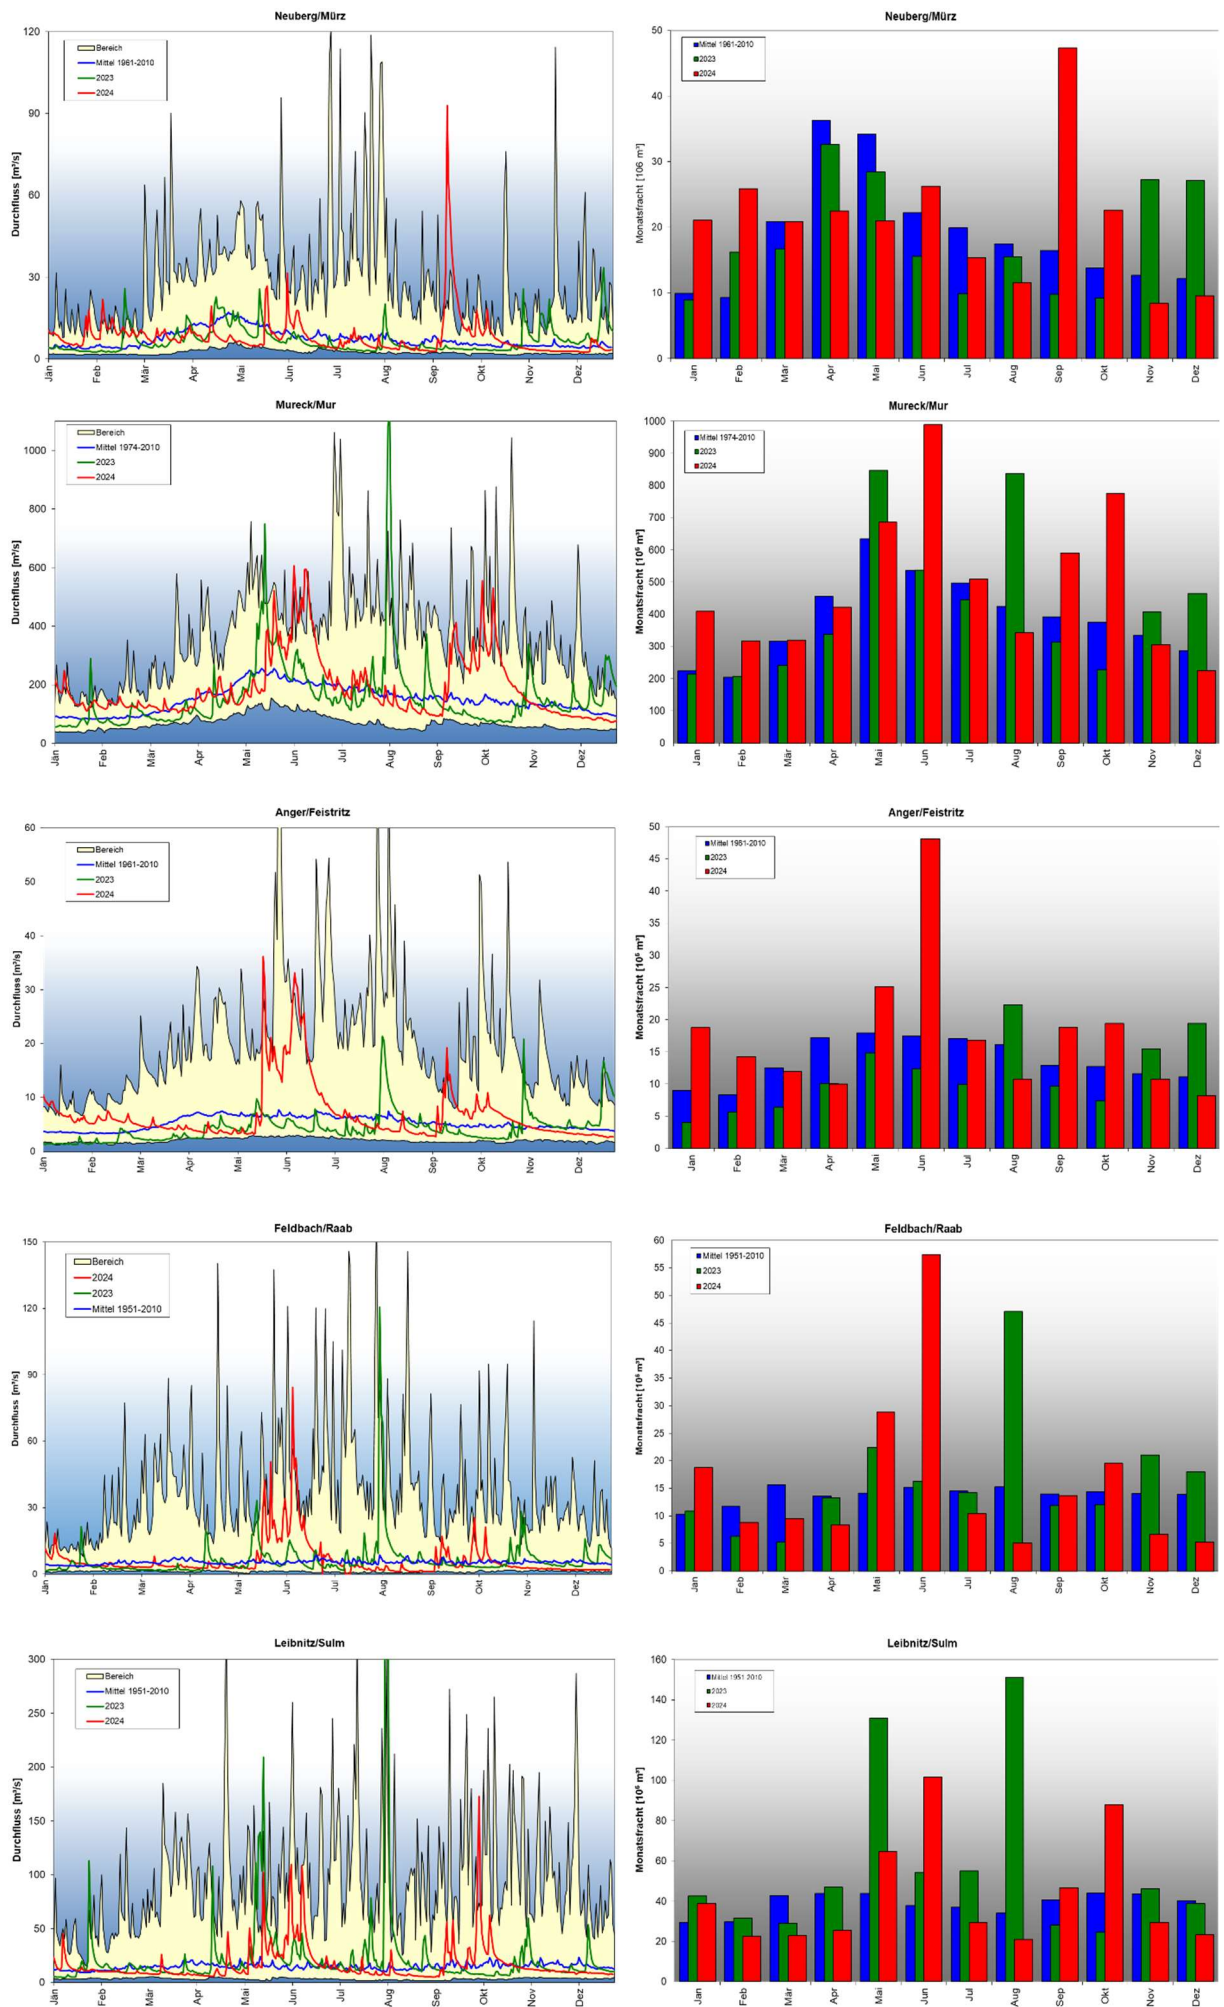 Neuberg/Mürz
120
90
60
30
0
Durchfluss [m³/s]
Bereich
Mittel 1961-2010
2023
2024
Jän Feb Mär Apr Mai Jun Jul Aug Sep Okt Nov Dez
Neuberg/Mürz
50
40
30
20
10
0
Monatsfracht [106 m³]
Mittel 1961-2010
2023
2024
Jan Feb Mär Apr Mai Jun Jul Aug Sep Okt Nov Dez
Mureck/Mur
1000
800
600
400
200
0
Durchfluss [m³/s]
Bereich
Mittel 1974-2010
2023
2024
Jän Feb Mär Apr Mai Jun Jul Aug Sep Okt Nov Dez
Mureck/Mur
1000
900
800
700
600
500
400
300
200
100
0
Monatsfracht [10⁶ m³]
Mittel 1974-2010
2023
2024
Jan Feb Mär Apr Mai Jun Jul Aug Sep Okt Nov Dez
Anger/Feistritz
60
50
40
30
20
10
0
Durchfluss [m³/s]
Bereich
Mittel 1961-2010
2023
2024
Jän Feb Mär Apr Mai Jun Jul Aug Sep Okt Nov Dez
Anger/Feistritz
50
45
40
35
30
25
20
15
10
5
0
Monatsfracht [10⁶ m³]
Mittel 1961-2010
2023
2024
Jan Feb Mär Apr Mai Jun Jul Aug Sep Okt Nov Dez
Feldbach/Raab
150
120
90
60
30
0
Durchfluss [m³/s]
Bereich
2024
2023
Mittel 1951-2010
Jän Feb Mär Apr Mai Jun Jul Aug Sep Okt Nov Dez
Feldbach/Raab
60
55
50
45
40
35
30
25
20
15
10
5
0
Monatsfracht [10⁶ m³]
Mittel 1951-2010
2023
2024
Jan Feb Mär Apr Mai Jun Jul Aug Sep Okt Nov Dez
Leibnitz/Sulm
300
250
200
150
100
50
0
Durchfluss [m³/s]
Bereich
Mittel 1951-2010
2023
2024
Jän Feb Mär Apr Mai Jun Jul Aug Sep Okt Nov Dez
Leibnitz/Sulm
160
140
120
100
80
60
40
20
0
Monatsfracht [10⁶ m³]
Mittel 1951-2010
2023
2024
Jan Feb Mär Apr Mai Jun Jul Aug Sep Okt Nov Dez